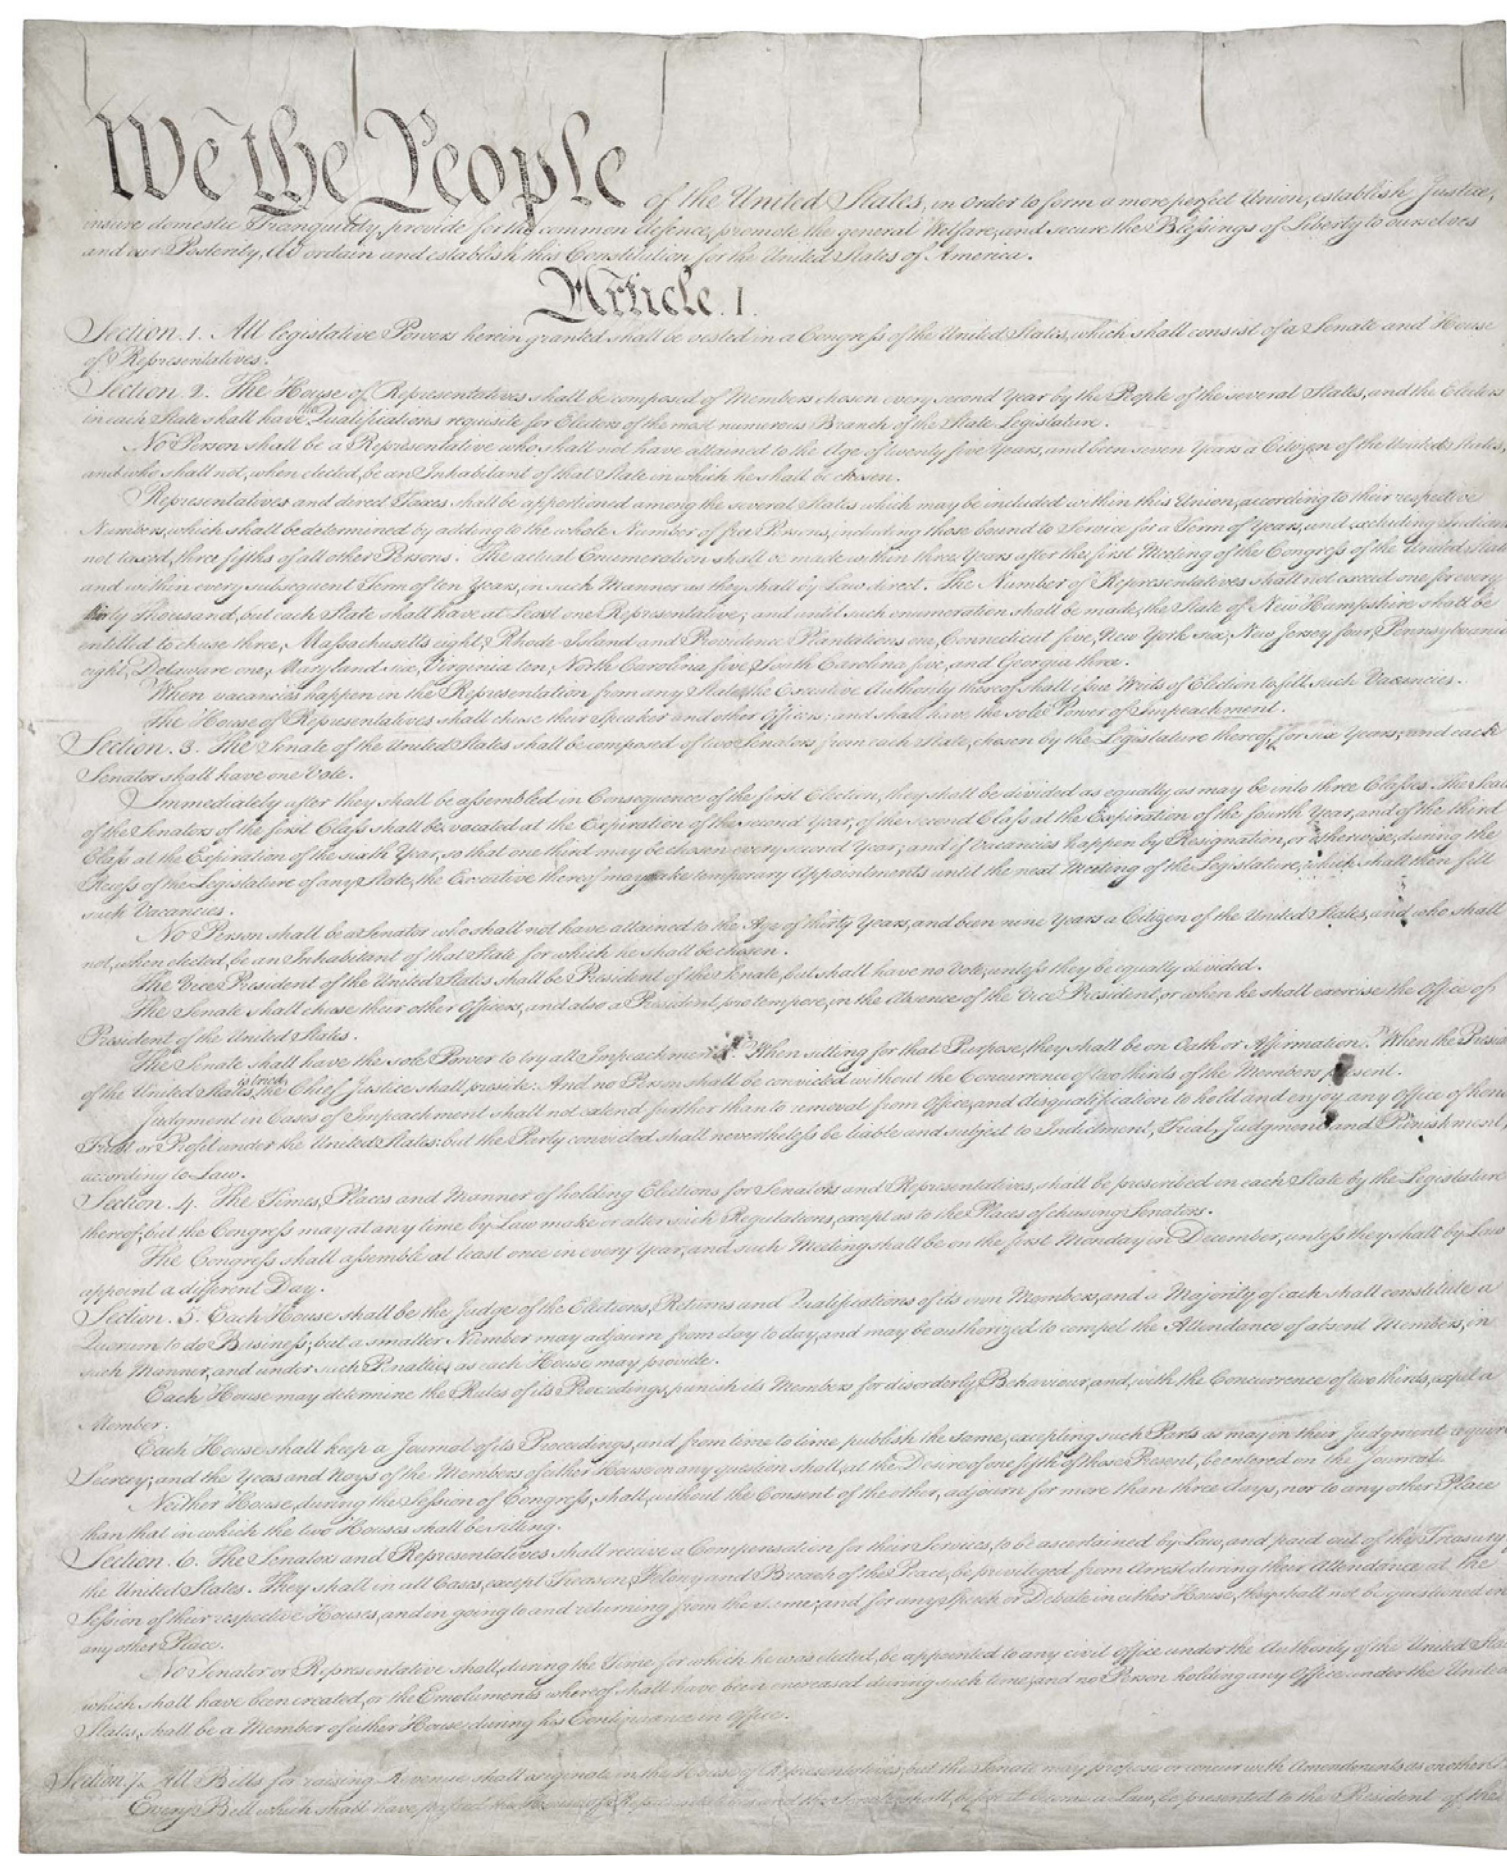 We the People of the United States, in Order to form a more perfect Union, establish Justice,
insure domestic Tranquility, provide for the common defence, promote the general Welfare, and secure the Blessings of Liberty to ourselves
and our Posterity, do ordain and establish this Constitution for the United States of America.
Article. I.
Section. 1. All legislative Powers herein granted shall be vested in a Congress of the United States, which shall consist of a Senate and House
of Representatives.
Section. 2. The House of Representatives shall be composed of Members chosen every second Year by the People of the several States, and the Electors
in each State shall have the Qualifications requisite for Electors of the most numerous Branch of the State Legislature.
No Person shall be a Representative who shall not have attained to the Age of twenty five Years, and been seven Years a Citizen of the United States,
and who shall not, when elected, be an Inhabitant of that State in which he shall be chosen.
Representatives and direct Taxes shall be apportioned among the several States which may be included within this Union, according to their respective
Numbers, which shall be determined by adding to the whole Number of free Persons, including those bound to Service for a Term of Years, and excluding Indians
not taxed, three fifths of all other Persons. The actual Enumeration shall be made within three Years after the first Meeting of the Congress of the United State
and within every subsequent Term of ten Years, in such Manner as they shall by Law direct. The Number of Representatives shall not exceed one for every
thirty Thousand, but each State shall have at Least one Representative; and until such enumeration shall be made, the State of New Hampshire shall be
entitled to chuse three, Massachusetts eight, Rhode-Island and Providence Plantations one, Connecticut five, New-York six, New Jersey four, Pennsylvania
eight, Delaware one, Maryland six, Virginia ten, North Carolina five, South Carolina five, and Georgia three.
When vacancies happen in the Representation from any State, the Executive Authority thereof shall issue Writs of Election to fill such Vacancies.
The House of Representatives shall chuse their Speaker and other Officers; and shall have the sole Power of Impeachment.
Section. 3. The Senate of the United States shall be composed of two Senators from each State, chosen by the Legislature thereof, for six Years; and each
Senator shall have one Vote.
Immediately after they shall be assembled in Consequence of the first Election, they shall be divided as equally as may be into three Classes. The Seats
of the Senators of the first Class shall be vacated at the Expiration of the second Year, of the second Class at the Expiration of the fourth Year, and of the third
Class at the Expiration of the sixth Year, so that one third may be chosen every second Year; and if Vacancies happen by Resignation, or otherwise, during the
Recess of the Legislature of any State, the Executive thereof may make temporary Appointments until the next Meeting of the Legislature, which shall then fill
such Vacancies.
No Person shall be a Senator who shall not have attained to the Age of thirty Years, and been nine Years a Citizen of the United States, and who shall
not, when elected, be an Inhabitant of that State for which he shall be chosen.
The Vice President of the United States shall be President of the Senate, but shall have no Vote, unless they be equally divided.
The Senate shall chuse their other Officers, and also a President pro tempore, in the Absence of the Vice President, or when he shall exercise the Office of
President of the United States.
The Senate shall have the sole Power to try all Impeachments. When sitting for that Purpose, they shall be on Oath or Affirmation. When the Presid
of the United States is tried, the Chief Justice shall preside: And no Person shall be convicted without the Concurrence of two thirds of the Members present.
Judgment in Cases of Impeachment shall not extend further than to removal from Office, and disqualification to hold and enjoy any Office of hono
Trust or Profit under the United States: but the Party convicted shall nevertheless be liable and subject to Indictment, Trial, Judgment and Punishment,
according to Law.
Section. 4. The Times, Places and Manner of holding Elections for Senators and Representatives, shall be prescribed in each State by the Legislature
thereof; but the Congress may at any time by Law make or alter such Regulations, except as to the Places of chusing Senators.
The Congress shall assemble at least once in every Year, and such Meeting shall be on the first Monday in December, unless they shall by Law
appoint a different Day.
Section. 5. Each House shall be the Judge of the Elections, Returns and Qualifications of its own Members, and a Majority of each shall constitute a
Quorum to do Business; but a smaller Number may adjourn from day to day, and may be authorized to compel the Attendance of absent Members, in
such Manner, and under such Penalties as each House may provide.
Each House may determine the Rules of its Proceedings, punish its Members for disorderly Behaviour, and, with the Concurrence of two thirds, expel a
Member.
Each House shall keep a Journal of its Proceedings, and from time to time publish the same, excepting such Parts as may in their Judgment require
Secrecy; and the Yeas and Nays of the Members of either House on any question shall, at the Desire of one fifth of those Present, be entered on the Journal.
Neither House, during the Session of Congress, shall, without the Consent of the other, adjourn for more than three days, nor to any other Place
than that in which the two Houses shall be sitting.
Section. 6. The Senators and Representatives shall receive a Compensation for their Services, to be ascertained by Law, and paid out of the Treasury
the United States. They shall in all Cases, except Treason, Felony and Breach of the Peace, be privileged from Arrest during their Attendance at the
Session of their respective Houses, and in going to and returning from the same; and for any Speech or Debate in either House, they shall not be questioned in
any other Place.
No Senator or Representative shall, during the Time for which he was elected, be appointed to any civil Office under the Authority of the United Sta
which shall have been created, or the Emoluments whereof shall have been encreased during such time; and no Person holding any Office under the United
States, shall be a Member of either House during his Continuance in Office.
Section. 7. All Bills for raising Revenue shall originate in the House of Representatives; but the Senate may propose or concur with Amendments as on other
Every Bill which shall have passed the House of Representatives and the Senate, shall, before it become a Law, be presented to the President of the